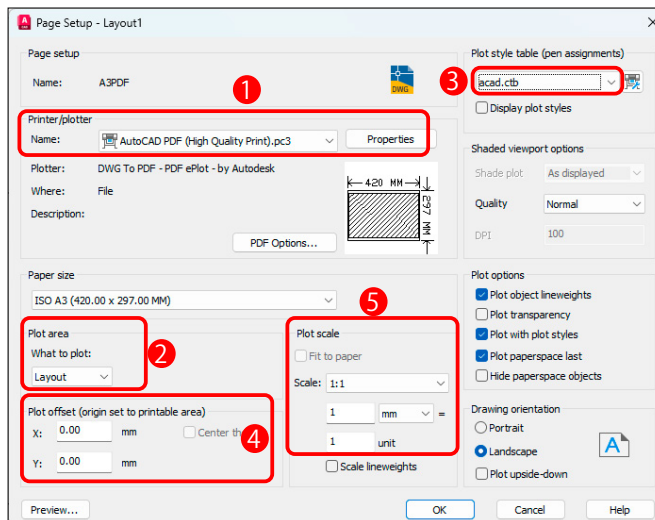 Page Setup - Layout1
Page setup
Name: A3PDF
DWG
1
Printer/plotter
Name: AutoCAD PDF (High Quality Print).pc3 Properties
Plotter: DWG To PDF - PDF ePlot - by Autodesk
Where: File
Description:
PDF Options...
420 MM
297 MM
Paper size
ISO A3 (420.00 x 297.00 MM)
Plot area
What to plot:
Layout
2
Plot offset (origin set to printable area)
X: 0.00 mm
Center
4
Y: 0.00 mm
5
Plot scale
Fit to paper
Scale: 1:1
1 mm =
1 unit
Scale lineweights
Plot style table (pen assignments)
3
acad.ctb
Display plot styles
Shaded viewport options
Shade plot As displayed
Quality Normal
DPI 100
Plot options
Plot object lineweights
Plot transparency
Plot with plot styles
Plot paperspace last
Hide paperspace objects
Drawing orientation
Portrait
Landscape
A
Plot upside-down
Preview... OK Cancel Help